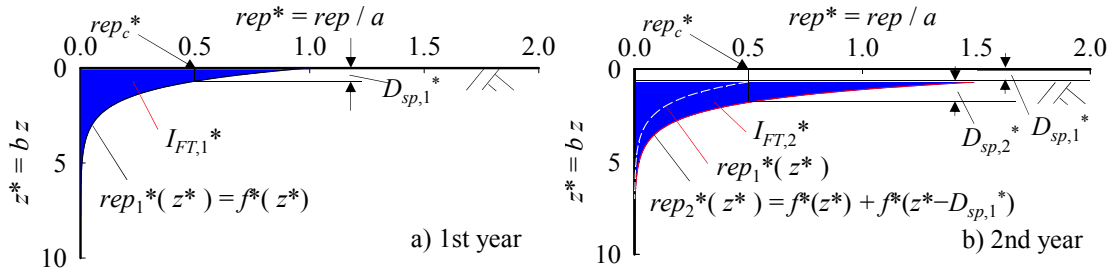 rep* = rep / a
rep_c*
0.0 0.5 1.0 1.5 2.0
0
5
10
z* = b z
D_sp,1*
I_FT,1*
rep_1*( z* ) = f*( z*)
a) 1st year
rep* = rep / a
rep_c*
0.0 0.5 1.0 1.5 2.0
0
5
10
z* = b z
I_FT,2*
D_sp,2*
D_sp,1*
rep_1*( z* )
rep_2*( z* ) = f*(z*) + f*(z*−D_sp,1*)
b) 2nd year